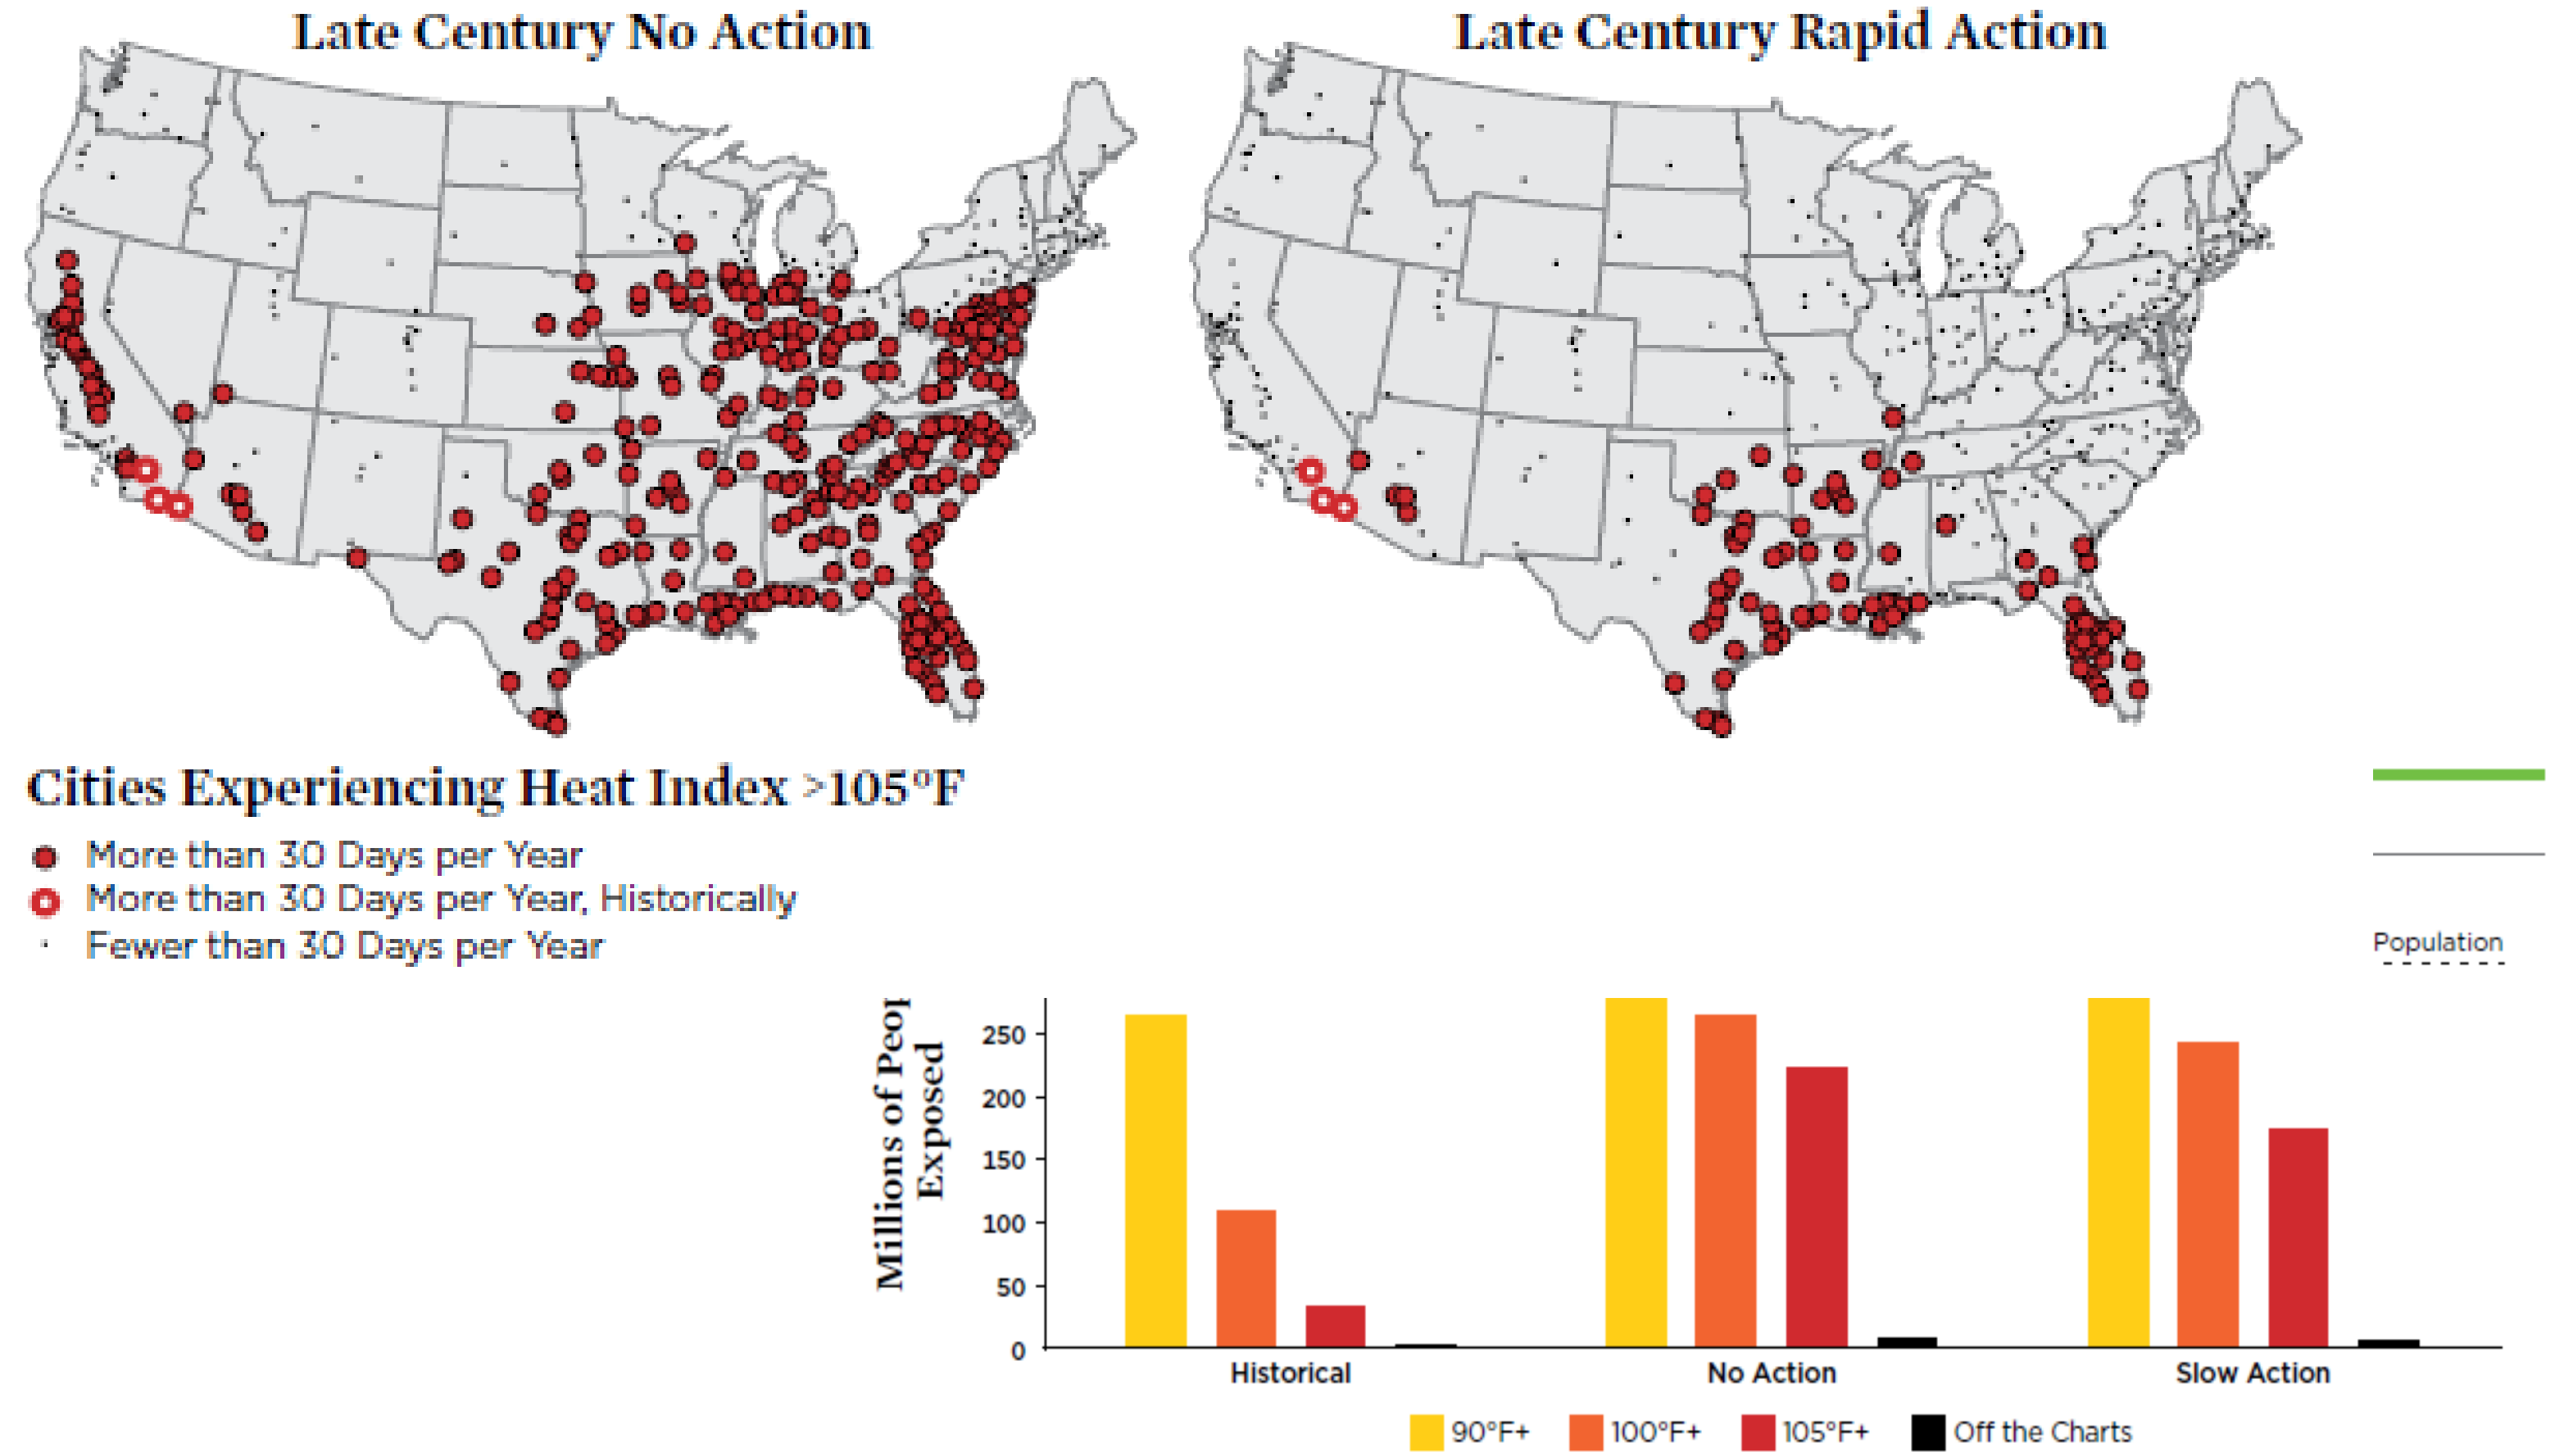 Late Century No Action
Late Century Rapid Action
Cities Experiencing Heat Index >105°F
More than 30 Days per Year
More than 30 Days per Year, Historically
Fewer than 30 Days per Year
Population
Millions of
Exposed
250
200
150
100
50
0
Historical
No Action
Slow Action
90°F+
100°F+
105°F+
Off the Charts